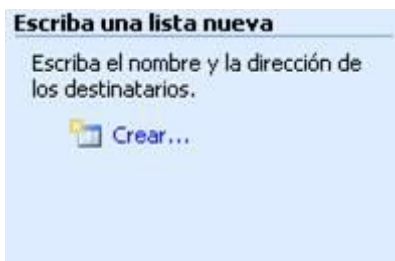 Escriba una lista nueva
Escriba el nombre y la dirección de
los destinatarios.
Crear...